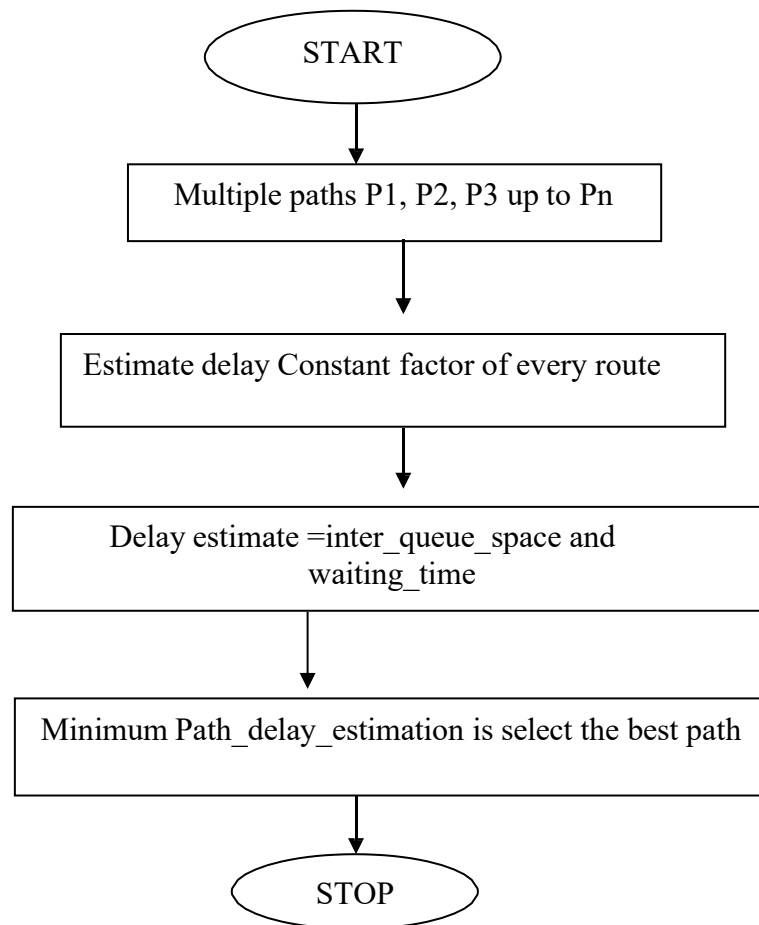 START
Multiple paths P1, P2, P3 up to Pn
Estimate delay Constant factor of every route
Delay estimate =inter_queue_space and
waiting_time
Minimum Path_delay_estimation is select the best path
STOP